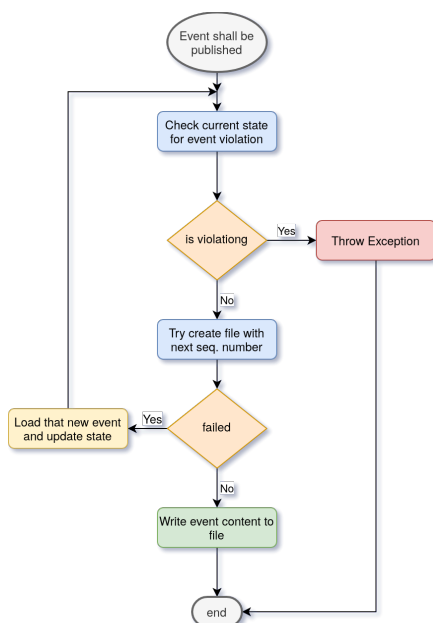 Event shall be
published
Check current state
for event violation
is violationg
Yes
Throw Exception
No
Try create file with
next seq. number
Load that new event
and update state
Yes
failed
No
Write event content to
file
end